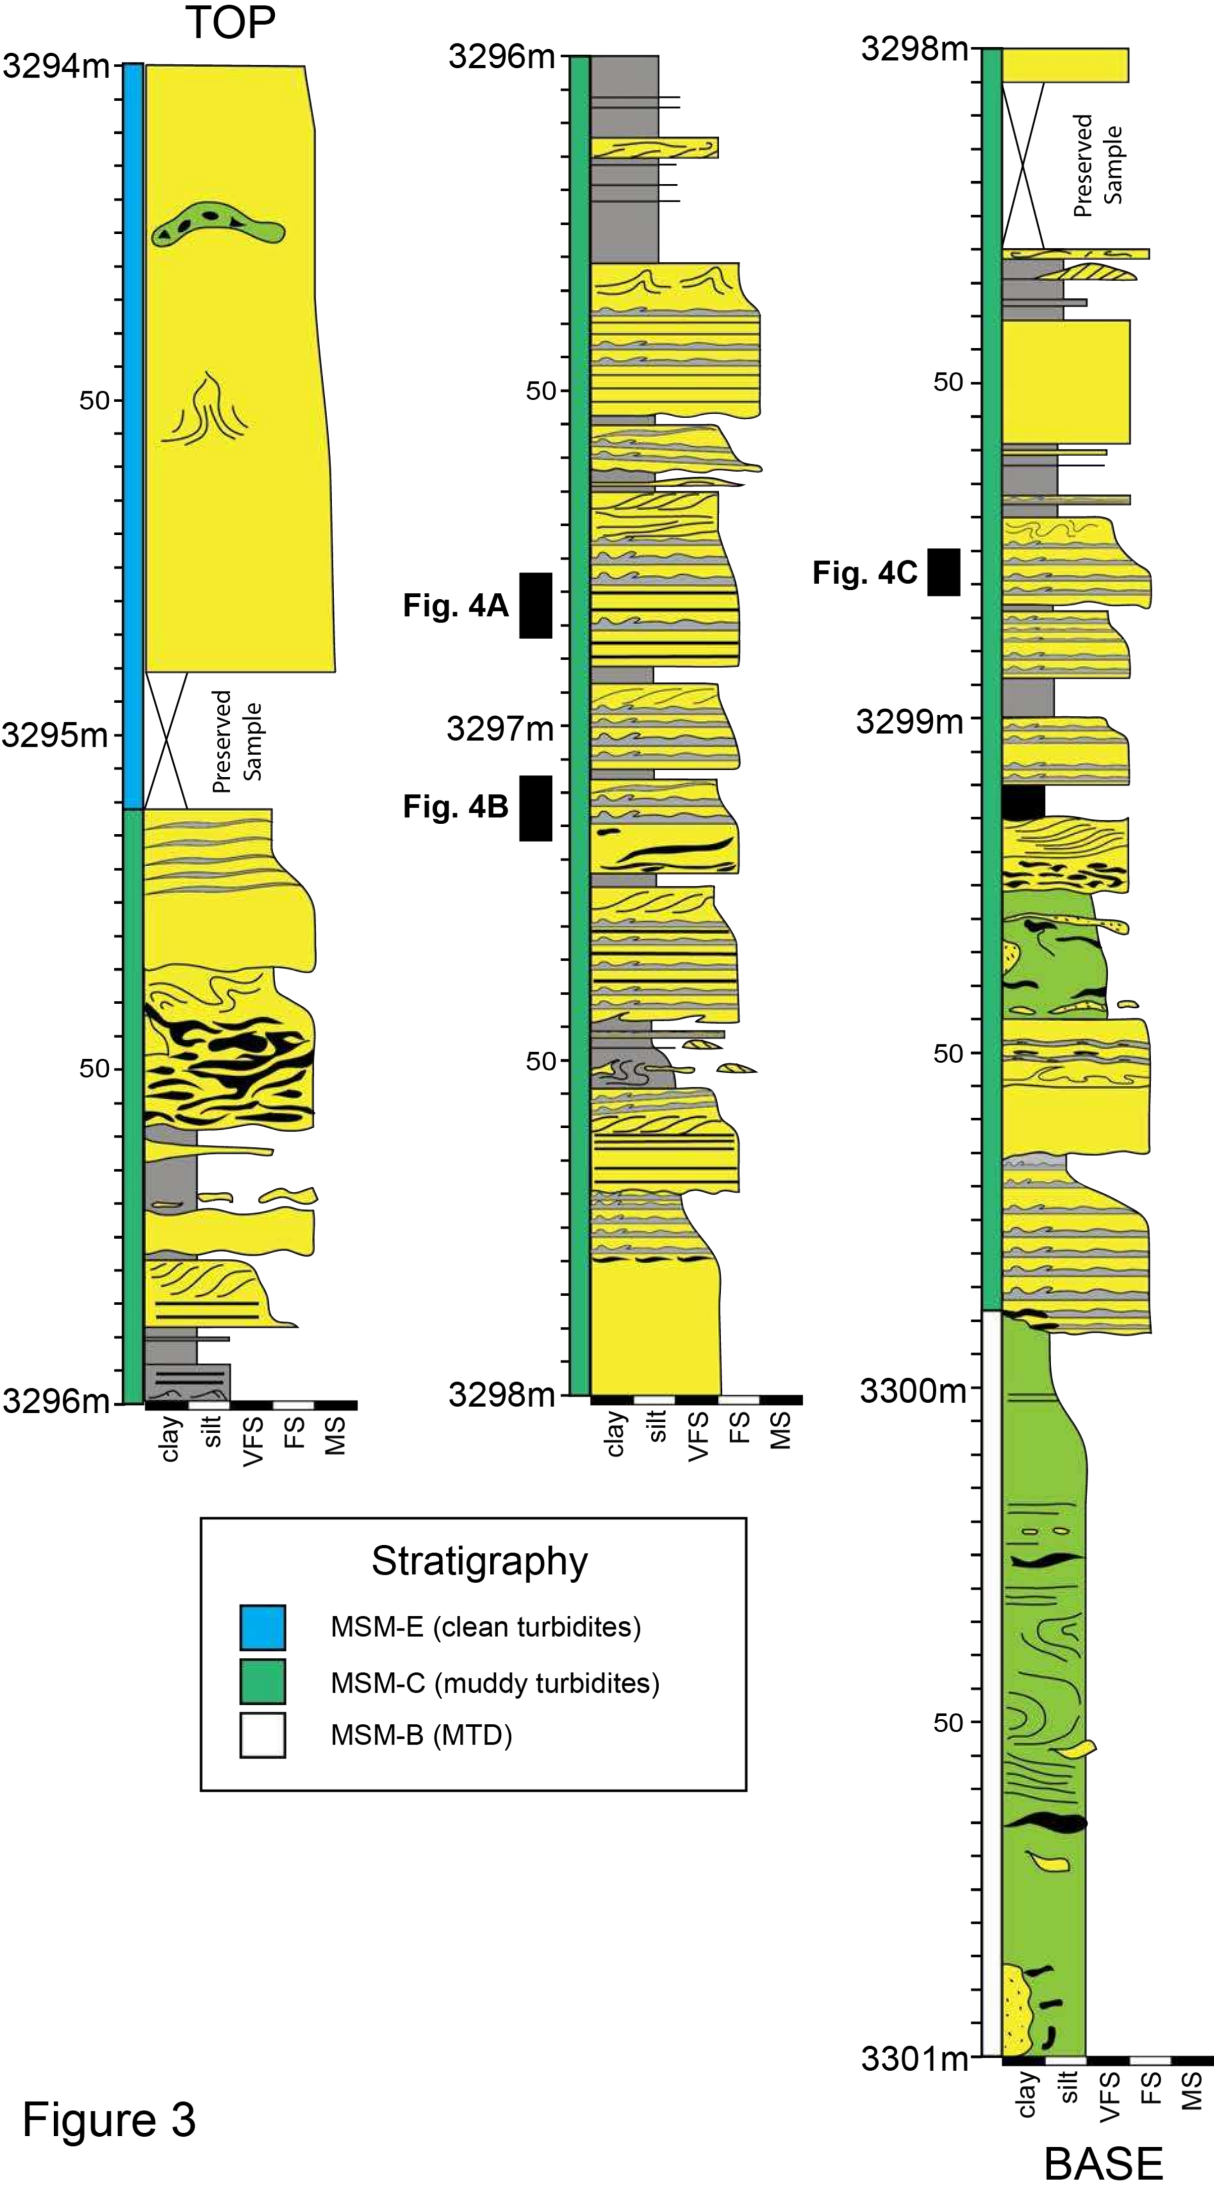 TOP
3294m
50
Preserved
Sample
3295m
50
3296m
clay
silt
VFS
FS
MS
3296m
50
Fig. 4A
3297m
Fig. 4B
50
3298m
clay
silt
VFS
FS
MS
3298m
Preserved
Sample
50
Fig. 4C
3299m
50
3300m
50
3301m
clay
silt
VFS
FS
MS
BASE
Stratigraphy
MSM-E (clean turbidites)
MSM-C (muddy turbidites)
MSM-B (MTD)
Figure 3